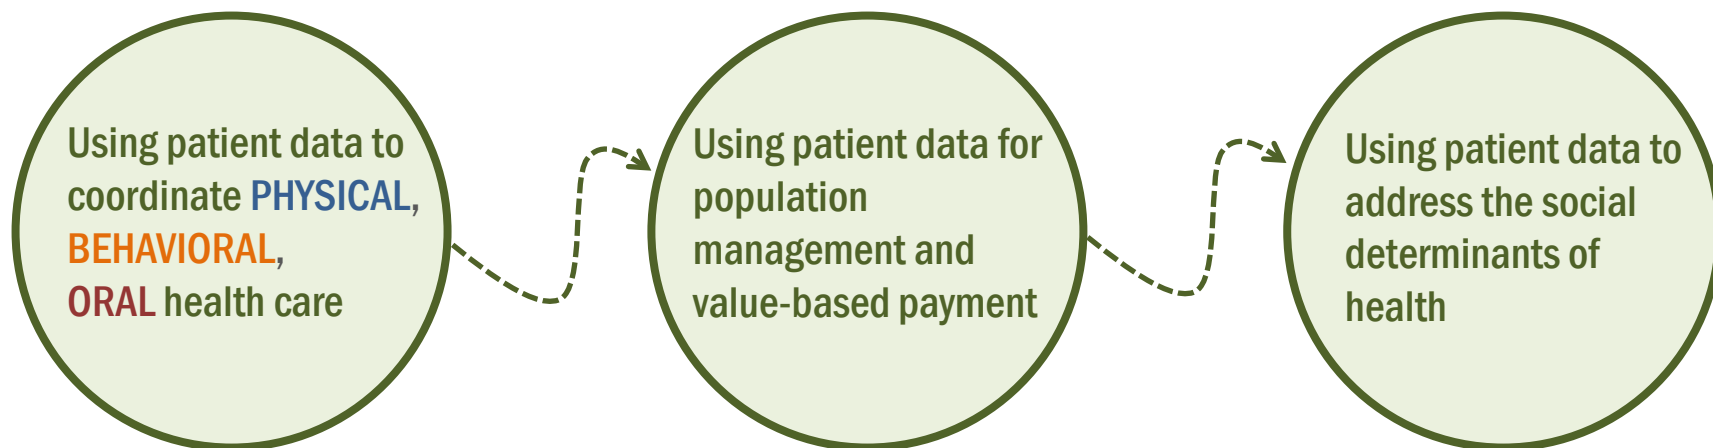 Using patient data to
coordinate PHYSICAL,
BEHAVIORAL,
ORAL health care
Using patient data for
population
management and
value-based payment
Using patient data to
address the social
determinants of
health